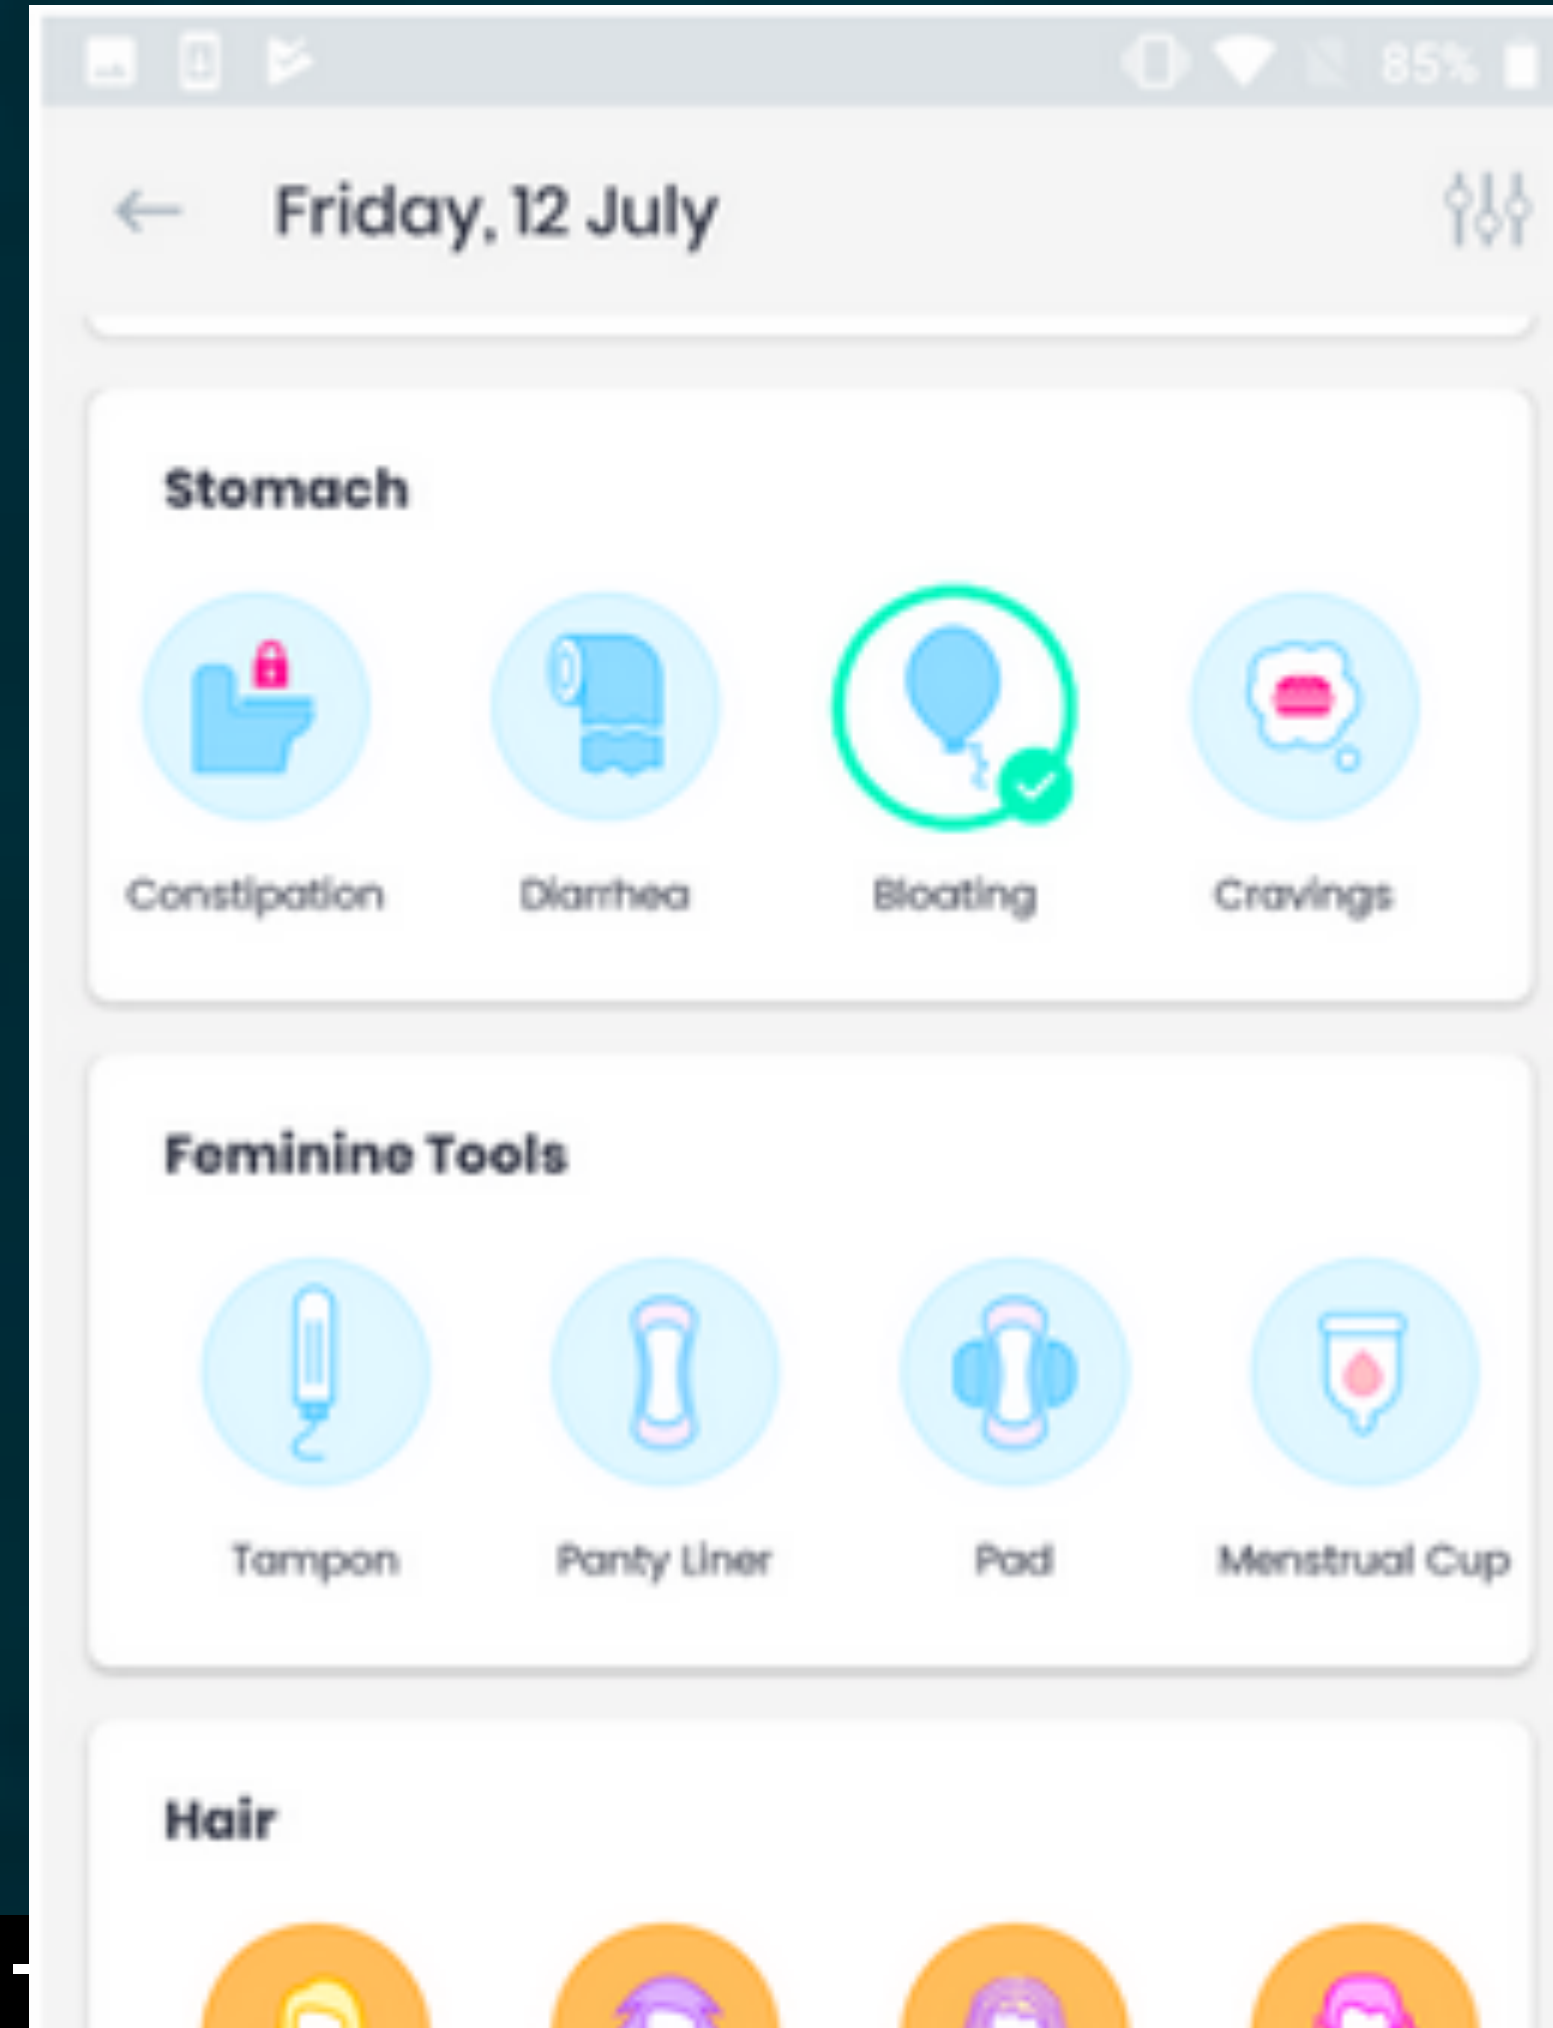 85%
Friday, 12 July
Stomach
Constipation Diarrhea Bloating Cravings
Feminine Tools
Tampon Panty Liner Pad Menstrual Cup
Hair